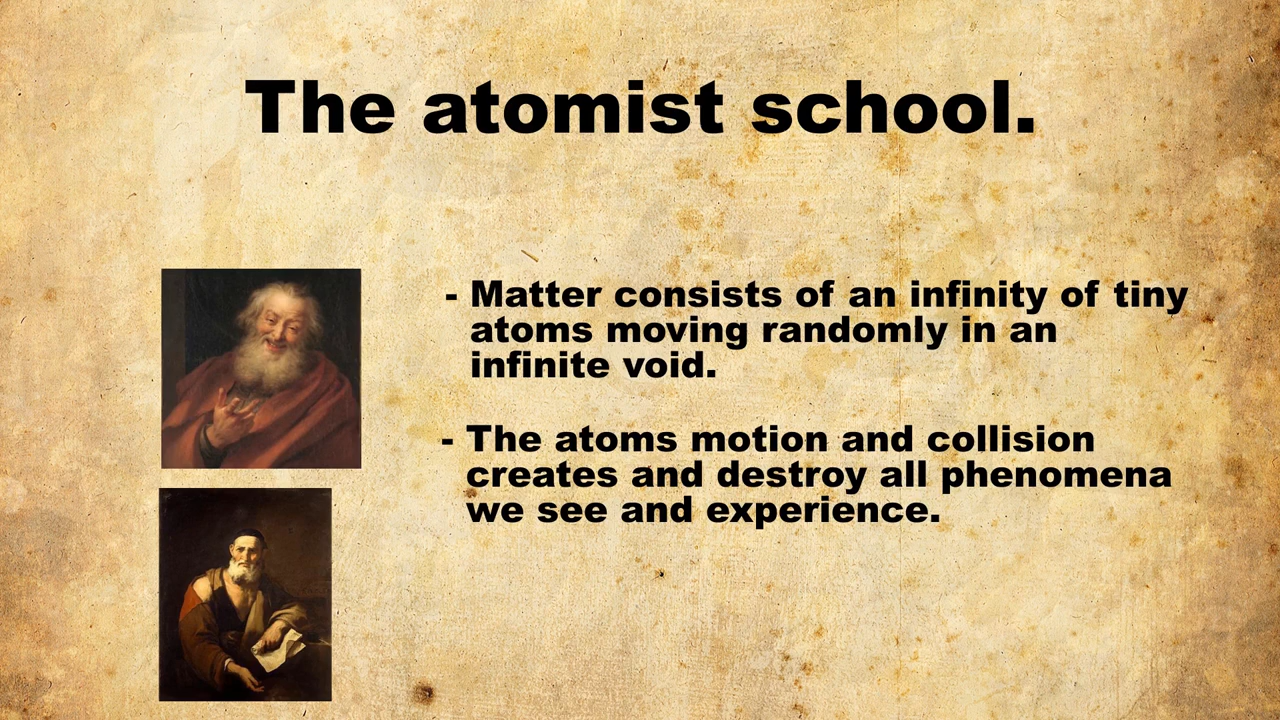 The atomist school.
- Matter consists of an infinity of tiny
atoms moving randomly in an
infinite void.
- The atoms motion and collision
creates and destroy all phenomena
we see and experience.